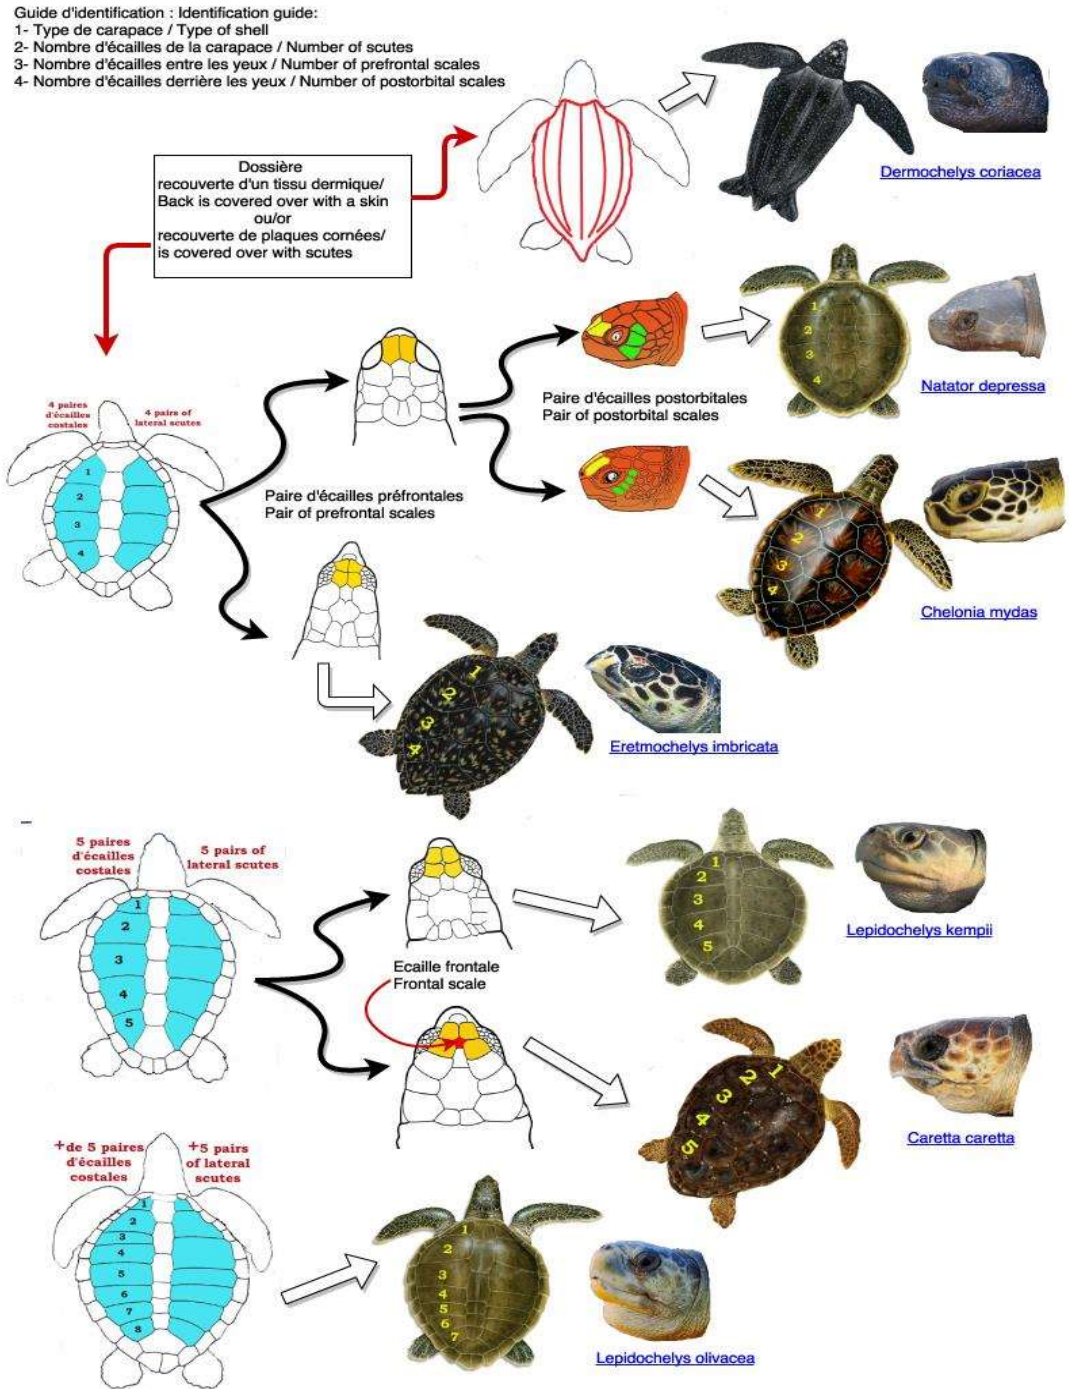 Guide d'identification : Identification guide:
1- Type de carapace / Type of shell
2- Nombre d'écailles de la carapace / Number of scutes
3- Nombre d'écailles entre les yeux / Number of prefrontal scales
4- Nombre d'écailles derrière les yeux / Number of postorbital scales
Dermochelys coriacea
Dossière
recouverte d'un tissu dermique/
Back is covered over with a skin
ou/or
recouverte de plaques cornées/
is covered over with scutes
1
2
3
4
Natator depressa
Paire d'écailles postorbitales
Pair of postorbital scales
4 paires
d'écailles
costales
4 pairs of
lateral scutes
1
2
3
4
Paire d'écailles préfrontales
Pair of prefrontal scales
1
2
3
4
Chelonia mydas
1
2
3
4
Eretmochelys imbricata
5 paires
d'écailles
costales
5 pairs of
lateral scutes
1
2
3
4
5
1
2
3
4
5
Lepidochelys kempii
Ecaille frontale
Frontal scale
1
2
3
4
5
Caretta caretta
+de 5 paires
d'écailles
costales
+5 pairs
of lateral
scutes
1
2
3
4
5
6
7
8
1
2
3
4
5
6
7
Lepidochelys olivacea